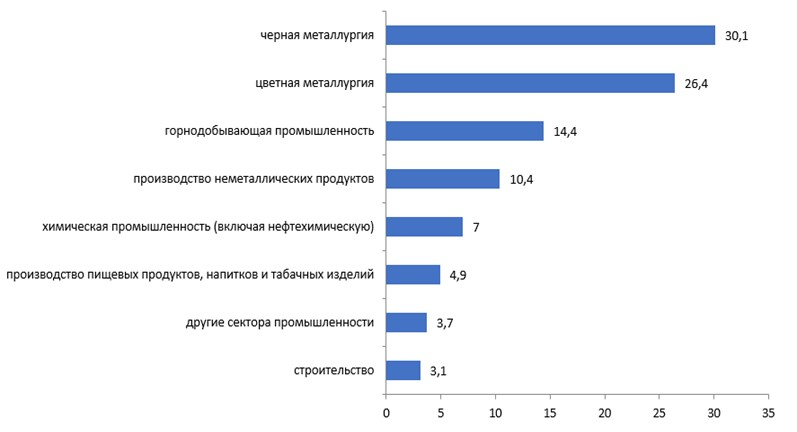 черная металлургия 30,1
цветная металлургия 26,4
горнодобывающая промышленность 14,4
производство неметаллических продуктов 10,4
химическая промышленность (включая нефтехимическую) 7
производство пищевых продуктов, напитков и табачных изделий 4,9
другие сектора промышленности 3,7
строительство 3,1
0 5 10 15 20 25 30 35